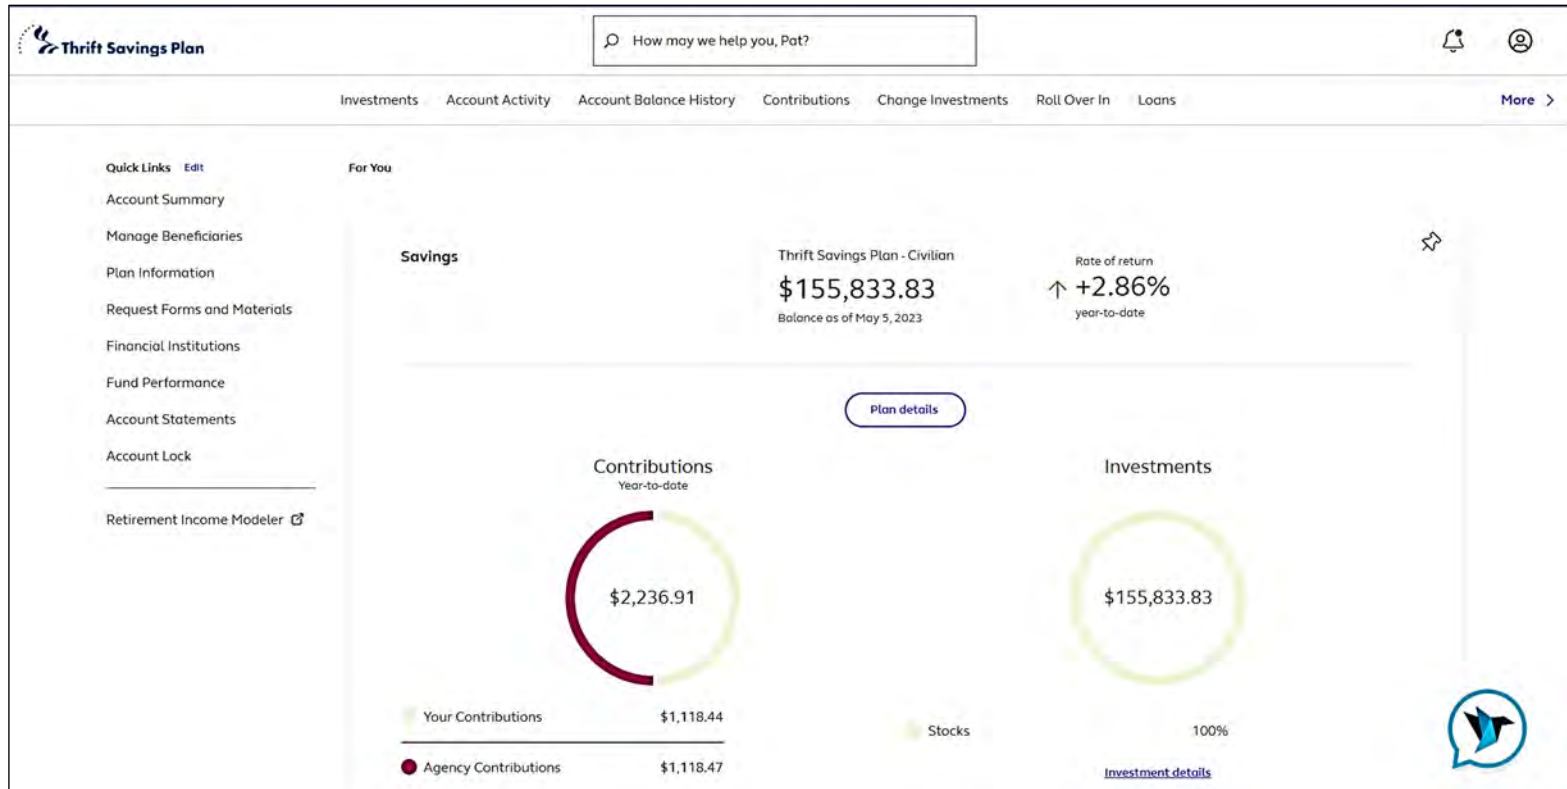 Thrift Savings Plan
How may we help you, Pat?
Investments Account Activity Account Balance History Contributions Change Investments Roll Over In Loans More
Quick Links Edit
Account Summary
Manage Beneficiaries
Plan Information
Request Forms and Materials
Financial Institutions
Fund Performance
Account Statements
Account Lock
Retirement Income Modeler
For You
Savings
Thrift Savings Plan - Civilian
$155,833.83
Balance as of May 5, 2023
Rate of return
+2.86%
year-to-date
Plan details
Contributions
Year-to-date
$2,236.91
Your Contributions $1,118.44
Agency Contributions $1,118.47
Investments
$155,833.83
Stocks 100%
Investment details